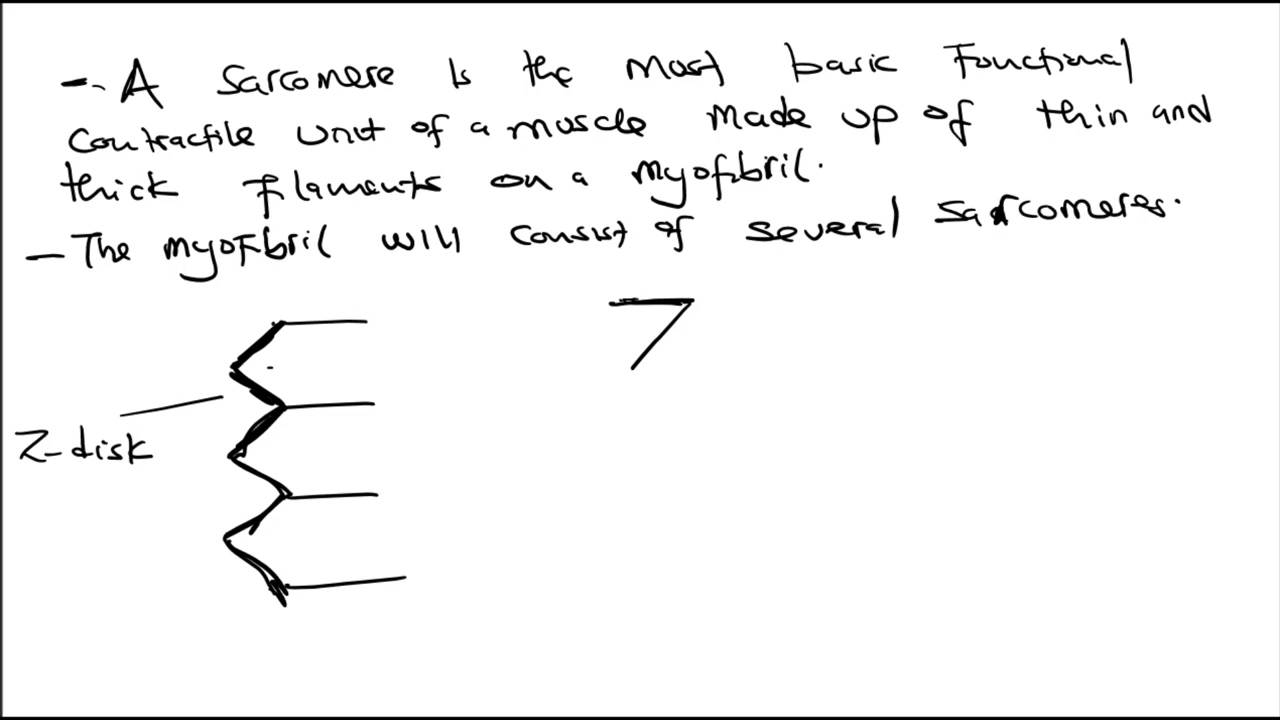 -. A Sarcomere Is the most basic Functional
Contractile Unit of a muscle Made up of thin and
thick Filaments on a myofibril.
- The myofibril will consist of several sarcomeres.
Z-disk